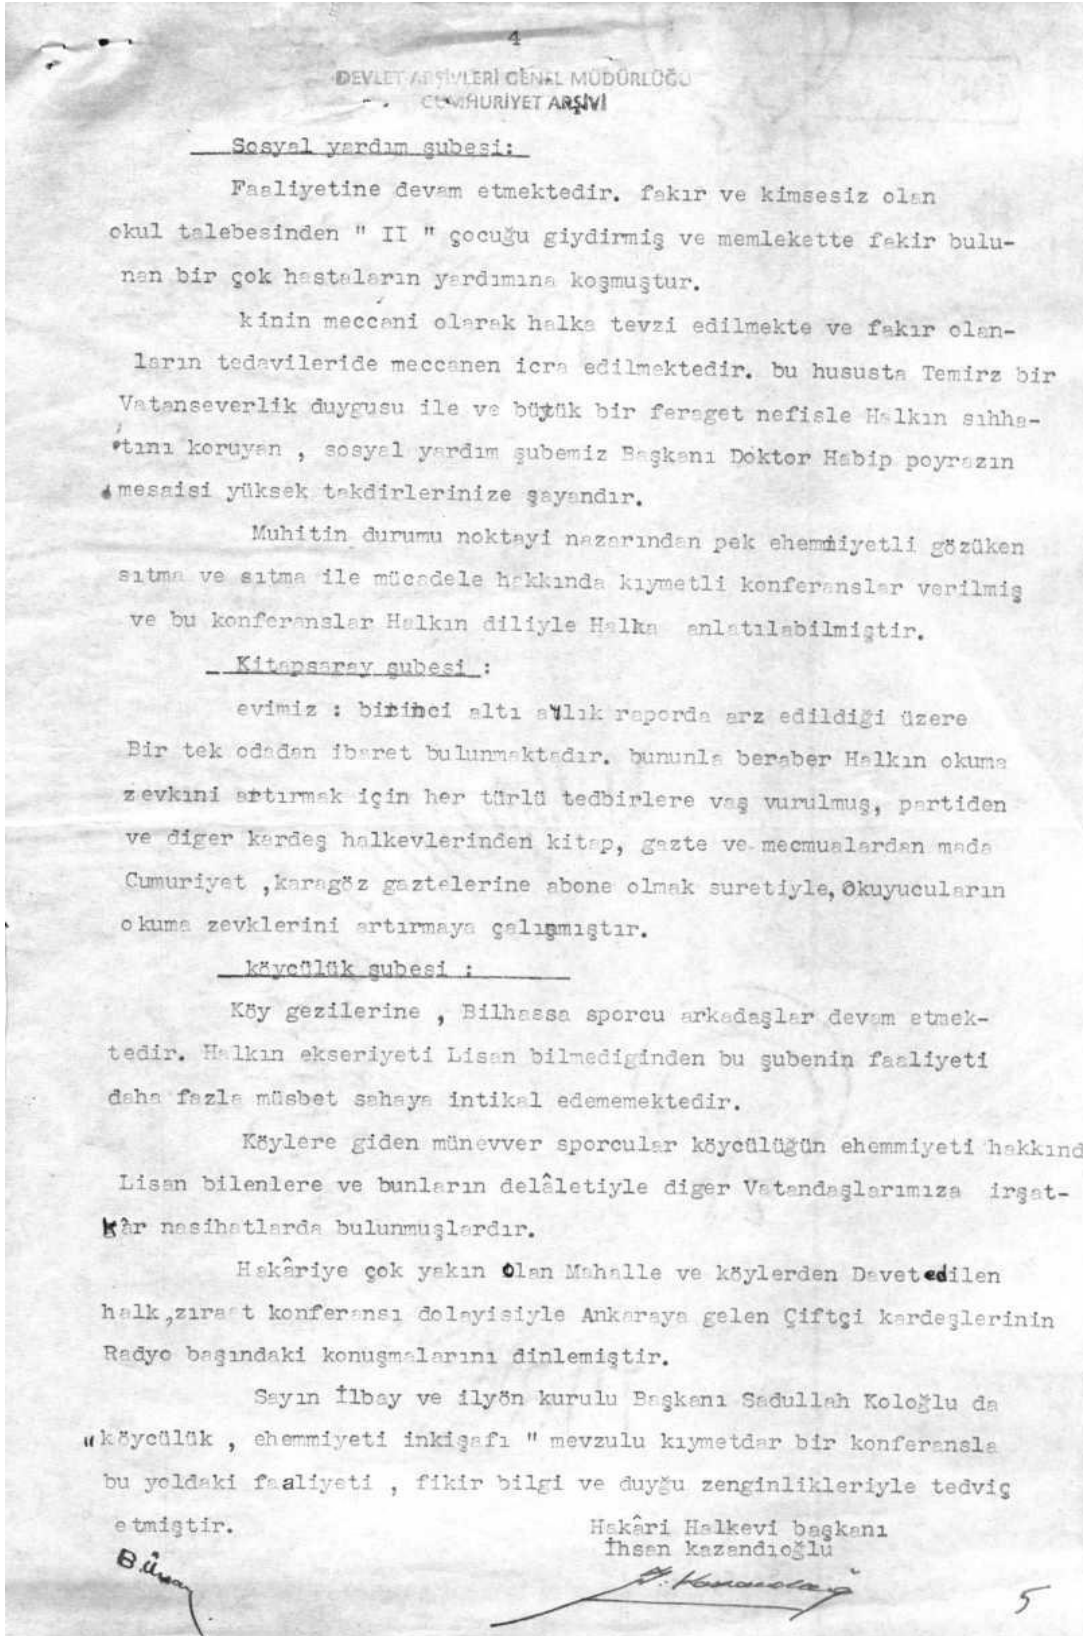 4
DEVLET ARŞİVLERİ GENEL MÜDÜRLÜĞÜ
CUMHURİYET ARŞİVİ
Sosyal yardım şubesi:
Faaliyetine devam etmektedir. fakır ve kimsesiz olan
okul talebesinden " II " çocuğu giydirmiş ve memlekette fakir bulu-
nan bir çok hastaların yardımına koşmuştur.
kinin meccani olarak halka tevzi edilmekte ve fakır olan-
ların tedavileride meccanen icra edilmektedir. bu hususta Temirz bir
Vatanseverlik duygusu ile ve bütük bir feraget nefisle Halkın sıhha-
tını koruyan , sosyal yardım şubemiz Başkanı Doktor Habip poyrazın
mesaisi yüksek takdirlerinize şayandır.
Muhitin durumu noktayi nazarından pek ehemmiyetli gözüken
sıtma ve sıtma ile mücadele hakkında kıymetli konferanslar verilmiş
ve bu konferanslar Halkın diliyle Halka anlatılabilmiştir.
Kitapsaray şubesi :
evimiz : birinci altı aylık raporda arz edildiği üzere
Bir tek odadan ibaret bulunmaktadır. bununla beraber Halkın okuma
zevkini artırmak için her türlü tedbirlere vaş vurulmuş, partiden
ve diger kardeş halkevlerinden kitap, gazte ve mecmualardan mada
Cumuriyet ,karagöz gaztelerine abone olmak suretiyle, Okuyucuların
okuma zevklerini artırmaya çalışmıştır.
köycülük şubesi :
Köy gezilerine , Bilhassa sporcu arkadaşlar devam etmek-
tedir. Halkın ekseriyeti Lisan bilmediginden bu şubenin faaliyeti
daha fazla müsbet sahaya intikal edememektedir.
Köylere giden münevver sporcular köycülüğün ehemmiyeti hakkınd
Lisan bilenlere ve bunların delâletiyle diger Vatandaşlarımıza irşat-
kâr nasihatlarda bulunmuşlardır.
Hakâriye çok yakın Olan Mahalle ve köylerden Davet edilen
halk,zıraat konferansı dolayisiyle Ankaraya gelen Çiftçi kardeşlerinin
Radyo başındaki konuşmalarını dinlemiştir.
Sayın İlbay ve ilyön kurulu Başkanı Sadullah Koloğlu da
"köycülük , ehemmiyeti inkişafı " mevzulu kıymetdar bir konferansla
bu yoldaki faaliyeti , fikir bilgi ve duyğu zenginlikleriyle tedviç
etmiştir.
Hakâri Halkevi başkanı
İhsan kazandıoğlu
5